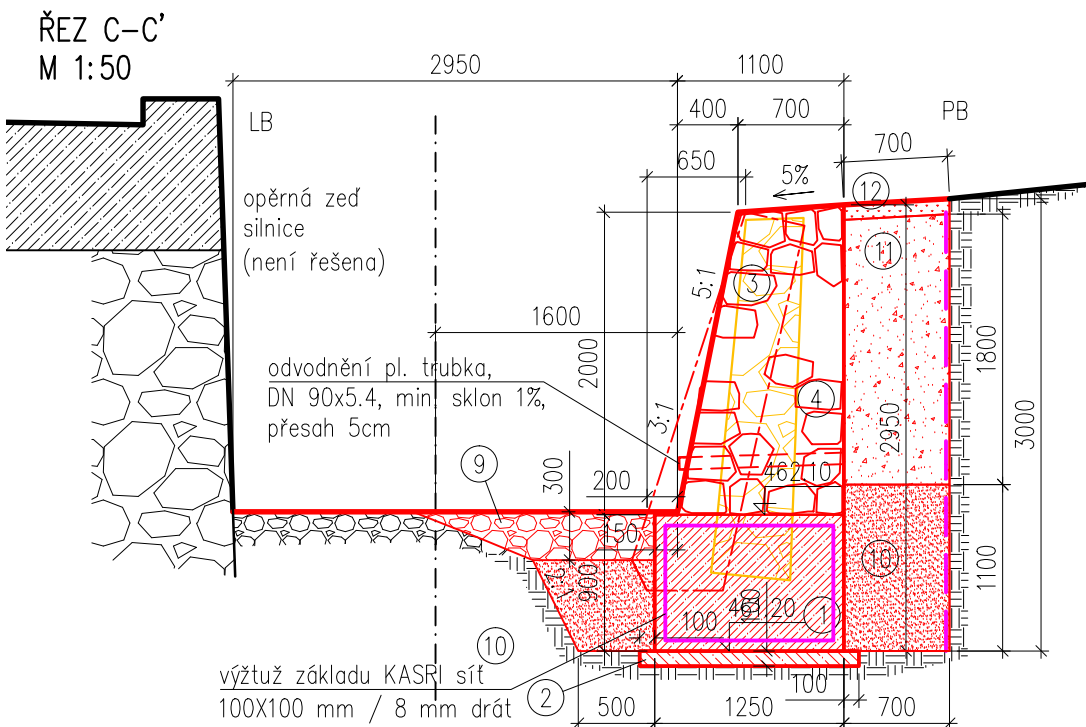 ŘEZ C-C'
M 1:50
2950
1100
LB
400
700
PB
650
700
5%
12
opěrná zeď
silnice
(není řešena)
11
3
5:1
1600
2000
1800
odvodnění pl. trubka,
DN 90x5.4, min. sklon 1%,
přesah 5cm
4
2950
3000
3:1
9
300
200
462.10
150
10
1100
900
461.20
1
100
10
výztuž základu KARI síť
100X100 mm / 8 mm drát
2
100
500
1250
700